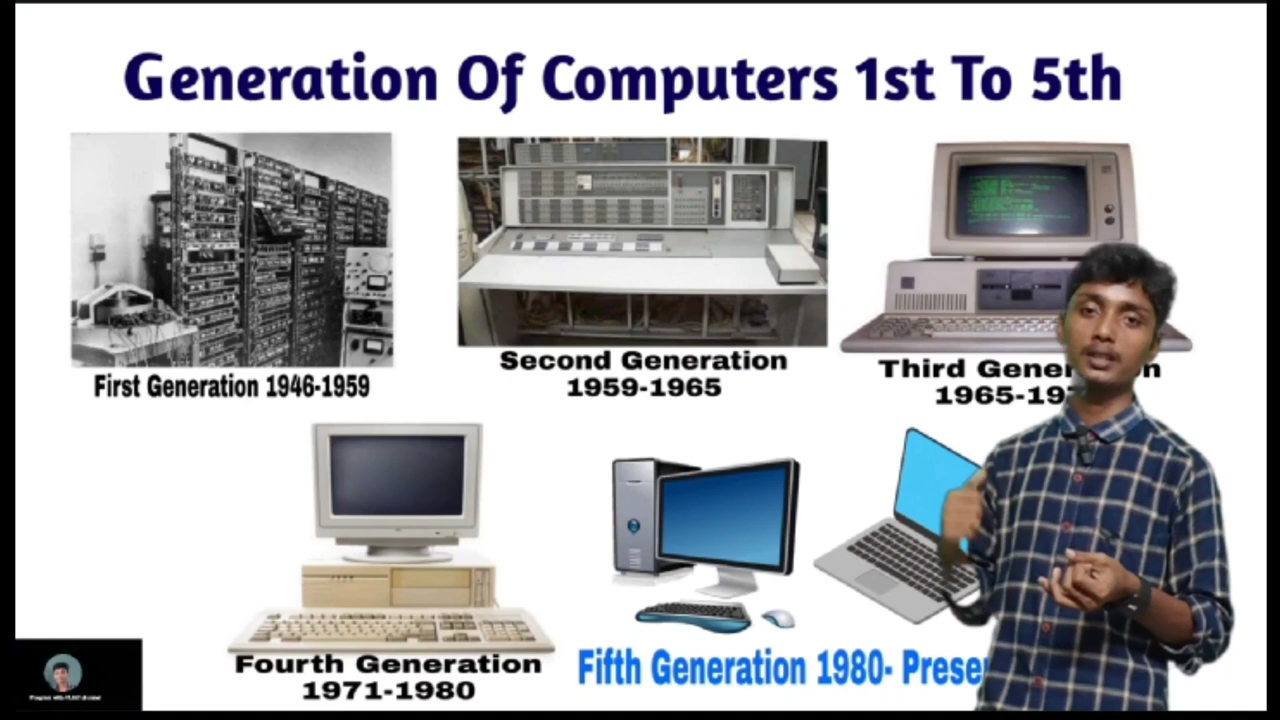 Generation Of Computers 1st To 5th
First Generation 1946-1959
Second Generation
1959-1965
Third Gene
1965-19
Fourth Generation
1971-1980
Fifth Generation 1980- Prese